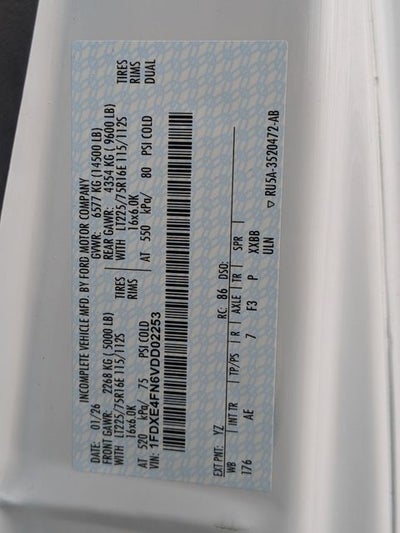 INCOMPLETE VEHICLE MFD. BY FORD MOTOR COMPANY
DATE: 01/26 GVWR: 6577 KG (14500 LB)
FRONT GAWR: 2268 KG ( 5000 LB) REAR GAWR: 4354 KG ( 9600 LB)
WITH LT225/75R16E 115/112S TIRES WITH LT225/75R16E 115/112S TIRES
16x6.0K RIMS 16x6.0K RIMS
AT 520 kPa/ 75 PSI COLD AT 550 kPa/ 80 PSI COLD DUAL
VIN: 1FDXE4FN6VDD02253
EXT PNT: YZ RC: 86 DSO:
WB INT TR TP/PS R AXLE TR SPR
176 AE 7 F3 P XXBB
ULN
▽ RU5A-3520472-AB